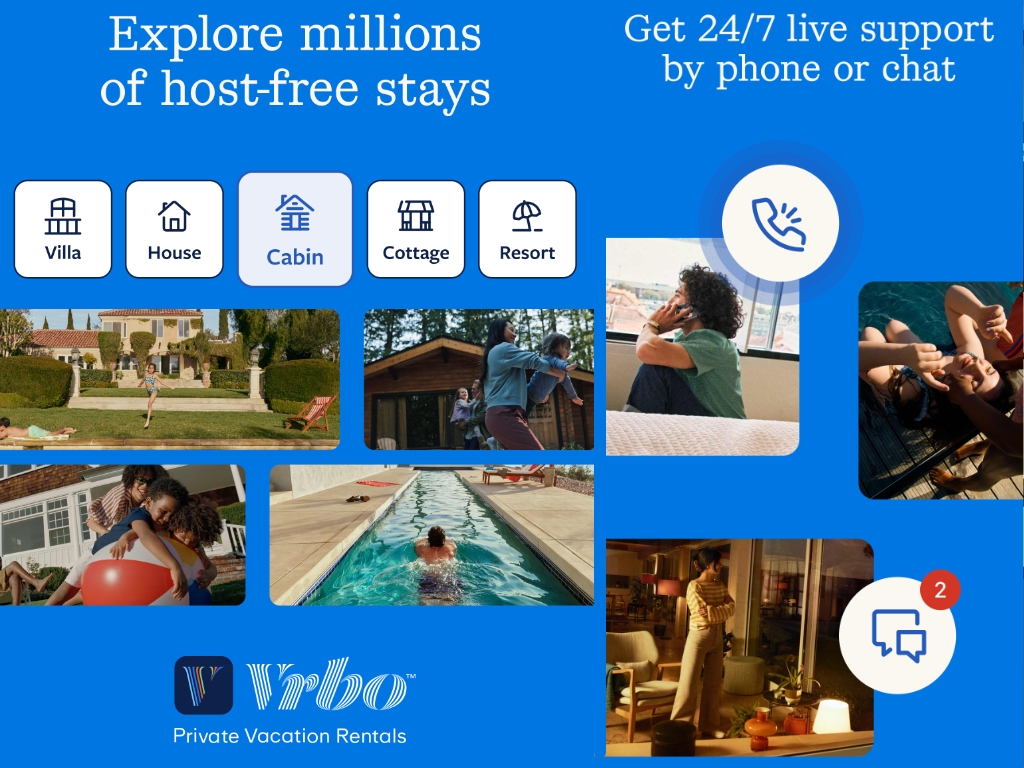 Explore millions
of host-free stays
Villa
House
Cabin
Cottage
Resort
Vrbo™
Private Vacation Rentals
Get 24/7 live support
by phone or chat
2